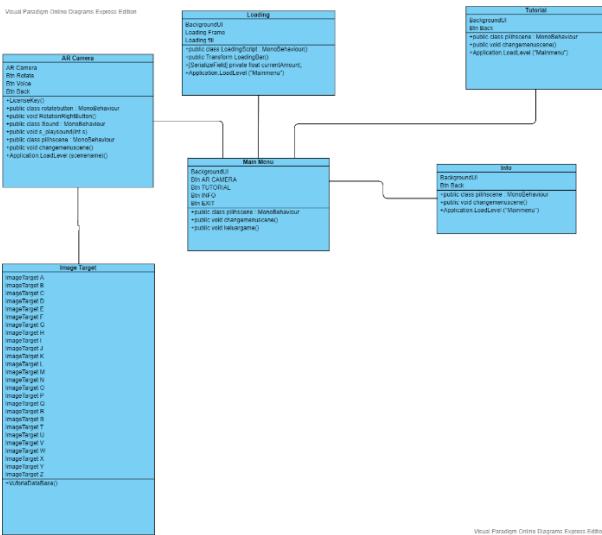 Visual Paradigm Online Diagrams Express Edition
Loading
BackgroundUI
Loading Frame
Loading fill
+public class LoadingScript : MonoBehaviour()
+public Transform LoadingBar()
+[SerializeField] private float currentAmount;
+Application.LoadLevel ("Mainmenu")
Tutorial
BackgroundUI
Btn Back
+public class pilihscene : MonoBehaviour
+public void changemenuscene()
+Application.LoadLevel ("Mainmenu")
AR Camera
AR Camera
Btn Rotate
Btn Voice
Btn Back
+LicenseKey()
+public class rotatebutton : MonoBehaviour
+public void RotationRightButton()
+public class Sound : MonoBehaviour
+public void s_playsound(int s)
+public class pilihscene : MonoBehaviour
+public void changemenuscene()
+Application.LoadLevel (scenename)()
Main Menu
BackgroundUI
Btn AR CAMERA
Btn TUTORIAL
Btn INFO
Btn EXIT
+public class pilihscene : MonoBehaviour
+public void changemenuscene()
+public void keluargame()
Info
BackgroundUI
Btn Back
+public class pilihscene : MonoBehaviour
+public void changemenuscene()
+Application.LoadLevel ("Mainmenu")
Image Target
ImageTarget A
ImageTarget B
ImageTarget C
ImageTarget D
ImageTarget E
ImageTarget F
ImageTarget G
ImageTarget H
ImageTarget I
ImageTarget J
ImageTarget K
ImageTarget L
ImageTarget M
ImageTarget N
ImageTarget O
ImageTarget P
ImageTarget Q
ImageTarget R
ImageTarget S
ImageTarget T
ImageTarget U
ImageTarget V
ImageTarget W
ImageTarget X
ImageTarget Y
ImageTarget Z
+VuforiaDataBase()
Visual Paradigm Online Diagrams Express Edition